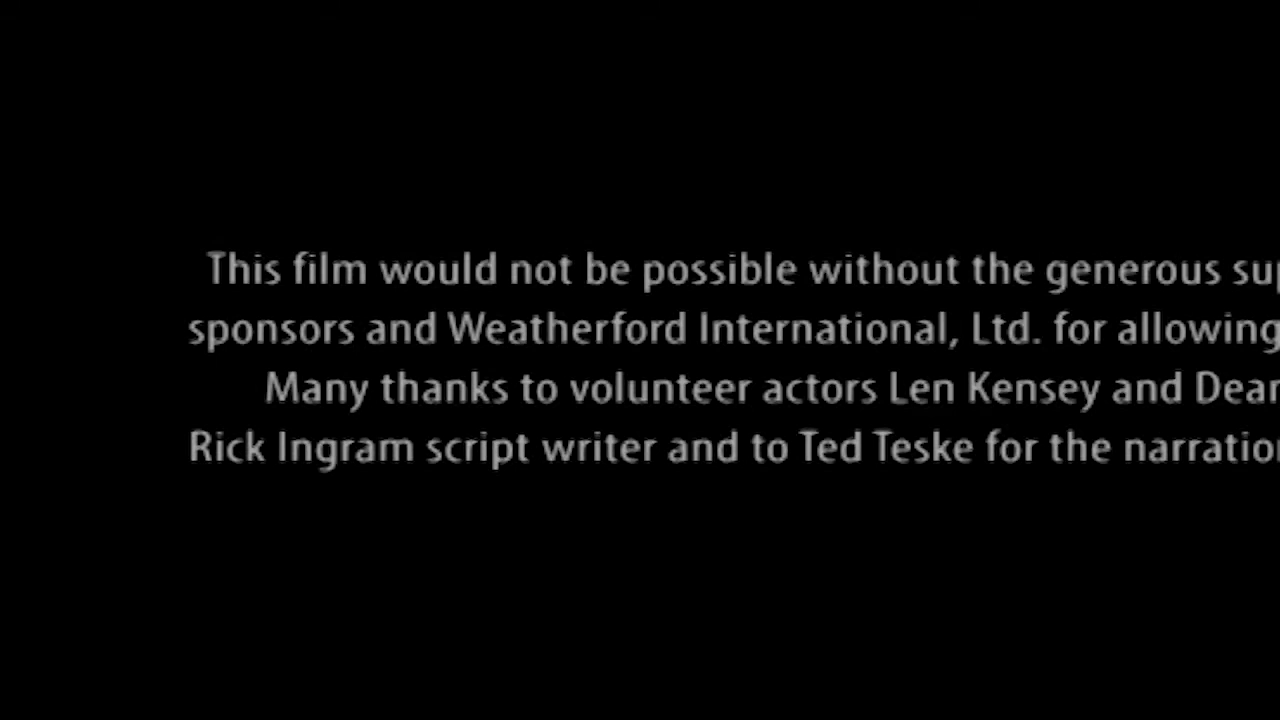 This film would not be possible without the generous
sponsors and Weatherford International, Ltd. for allowing
Many thanks to volunteer actors Len Kensey and
Rick Ingram script writer and to Ted Teske for the